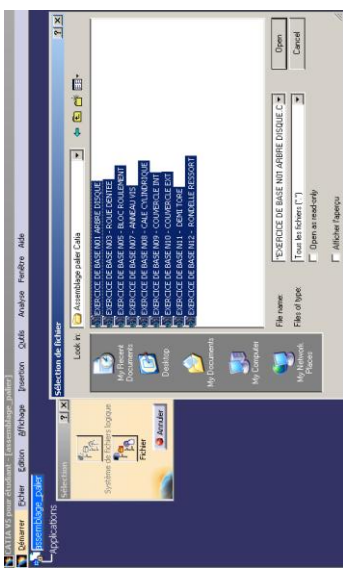 CATIA V5 pour étudiant - [assemblage_palier]
Démarrer Fichier Edition Affichage Insertion Outils Analyse Fenêtre Aide
assemblage_palier
Applications
Sélection
Système de fichiers logique
Fichier
Annuler
Sélection de fichier
Look in:
Assemblage palier Catia
My Recent Documents
Desktop
My Documents
My Computer
My Network Places
EXERCICE DE BASE N01 ARBRE DISQUE
EXERCICE DE BASE N03 - ROUE DENTEE
EXERCICE DE BASE N05 - BLOC ROULEMENT
EXERCICE DE BASE N07 - ANNEAU VIS
EXERCICE DE BASE N08 - CALE CYLINDRIQUE
EXERCICE DE BASE N09 - COUVERCLE INT
EXERCICE DE BASE N10 - COUVERCLE EXT
EXERCICE DE BASE N11 - DEMI TORE
EXERCICE DE BASE N12 - RONDELLE RESSORT
File name:
"EXERCICE DE BASE N01 ARBRE DISQUE.C
Open
Files of type:
Tous les fichiers (*.*)
Cancel
Open as read-only
Afficher l'aperçu